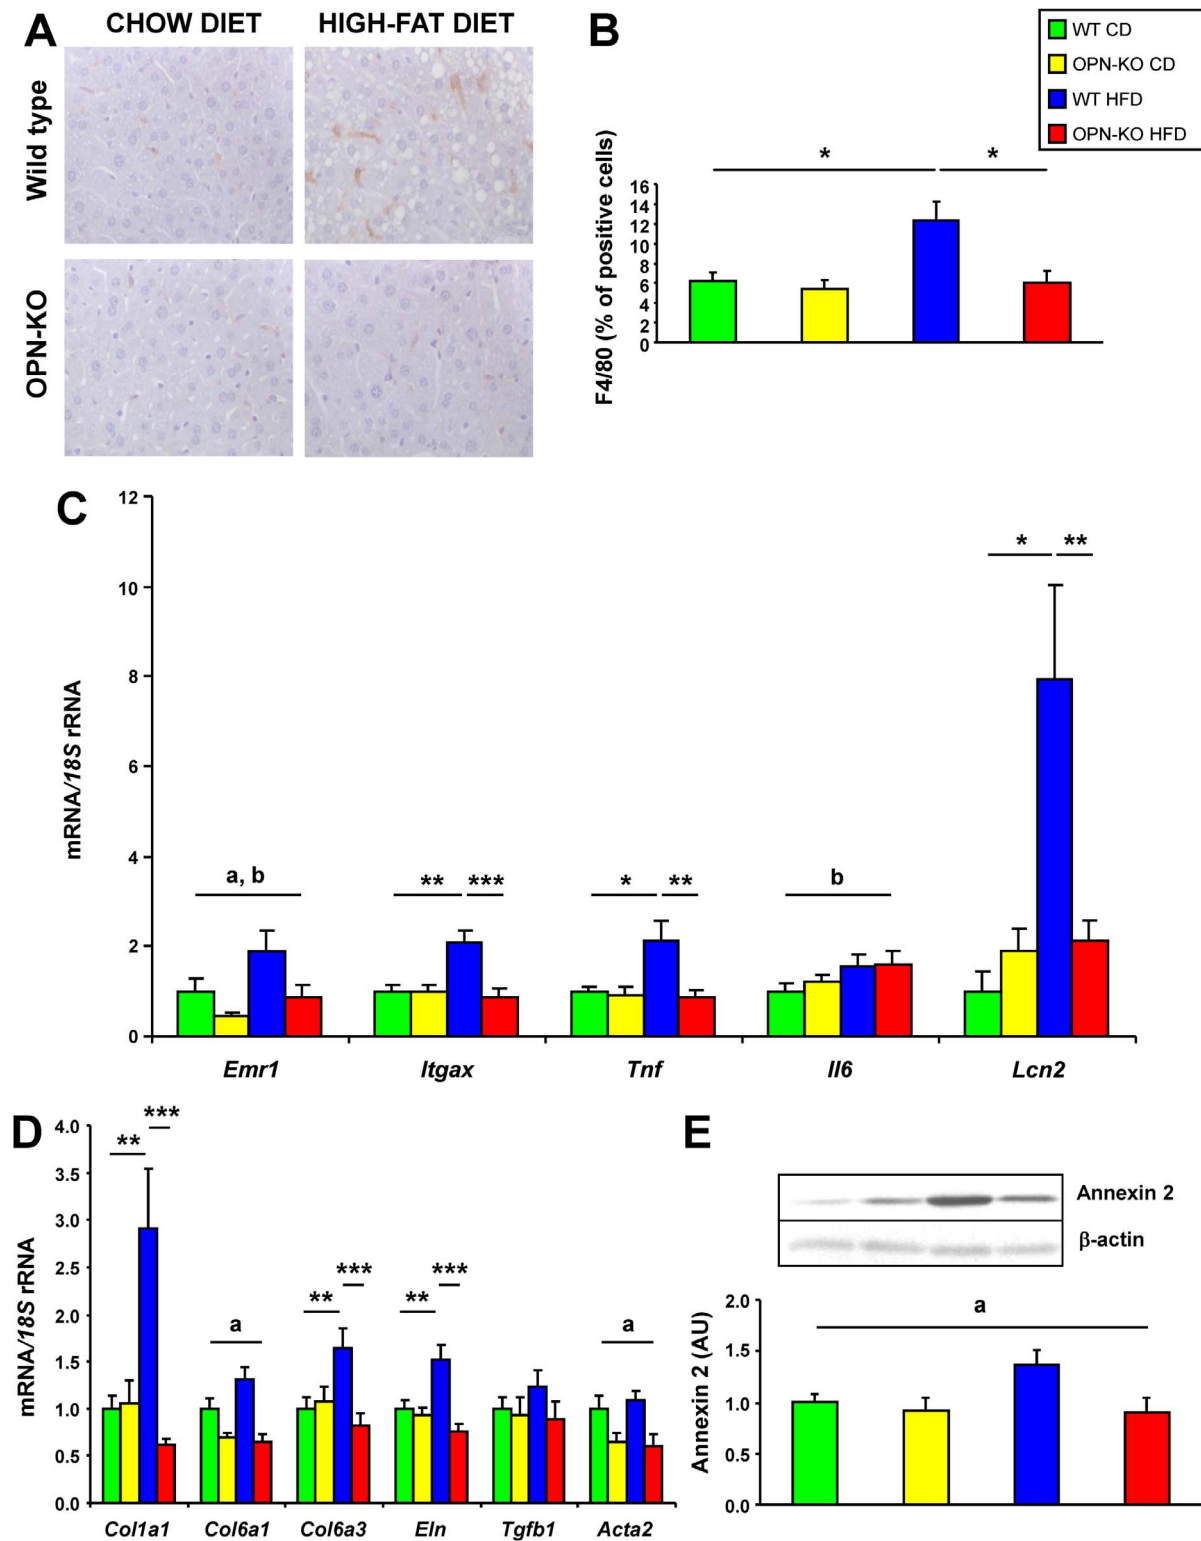 A
CHOW DIET
HIGH-FAT DIET
Wild type
OPN-KO
B
WT CD
OPN-KO CD
WT HFD
OPN-KO HFD
F4/80 (% of positive cells)
* *
16
14
12
10
8
6
4
2
0
C
mRNA/18S rRNA
12
10
8
6
4
2
0
a, b
** ***
* **
b
* **
Emr1 Itgax Tnf Il6 Lcn2
D
mRNA/18S rRNA
4.0
3.5
3.0
2.5
2.0
1.5
1.0
0.5
0.0
** ***
a
** ***
** ***
a
Col1a1 Col6a1 Col6a3 Eln Tgfb1 Acta2
E
Annexin 2
β-actin
Annexin 2 (AU)
2.0
1.5
1.0
0.5
0.0
a